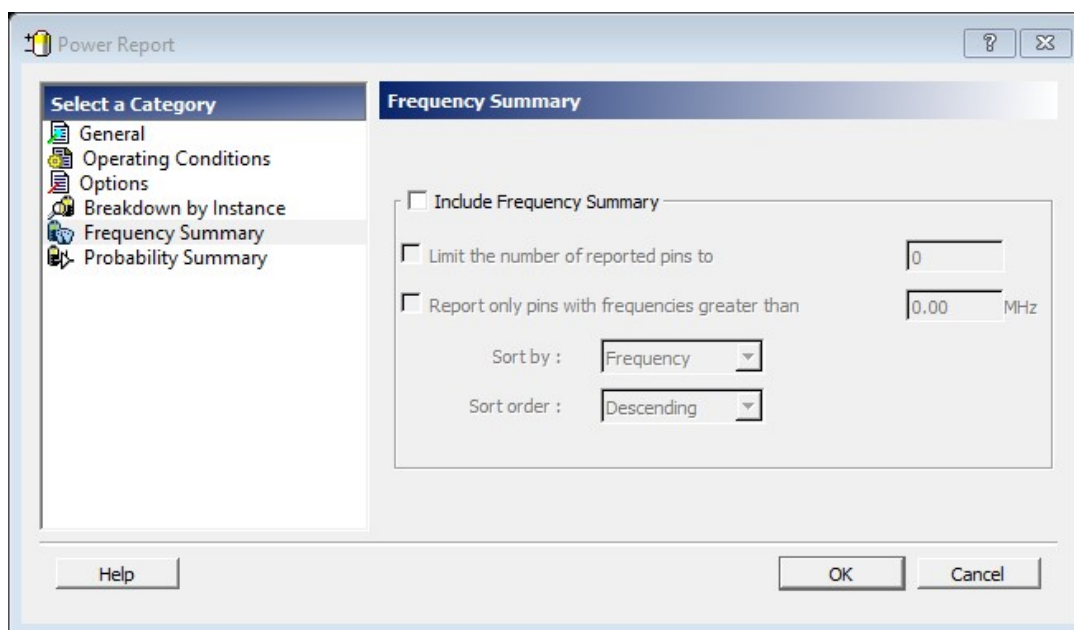 Power Report
Select a Category
General
Operating Conditions
Options
Breakdown by Instance
Frequency Summary
Probability Summary
Frequency Summary
Include Frequency Summary
Limit the number of reported pins to 0
Report only pins with frequencies greater than 0.00 MHz
Sort by : Frequency
Sort order : Descending
Help OK Cancel